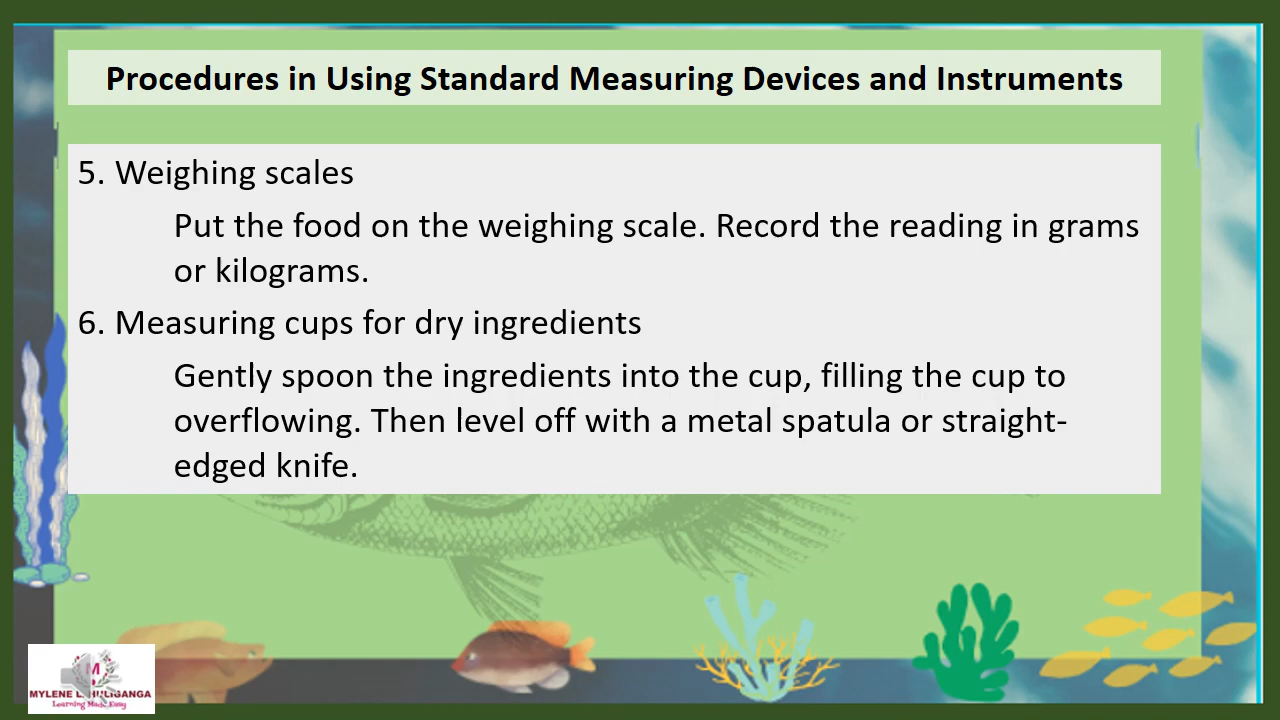 Procedures in Using Standard Measuring Devices and Instruments
5. Weighing scales
Put the food on the weighing scale. Record the reading in grams
or kilograms.
6. Measuring cups for dry ingredients
Gently spoon the ingredients into the cup, filling the cup to
overflowing. Then level off with a metal spatula or straight-
edged knife.
M
MYLENE
Learning Made Easy